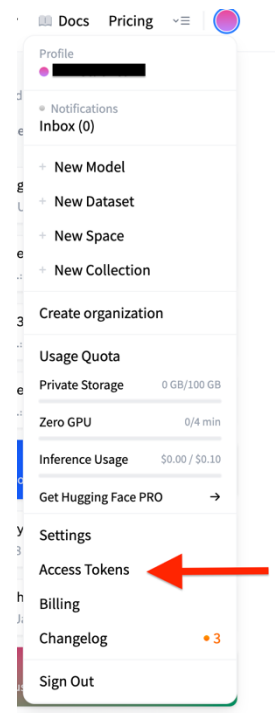 Docs Pricing
Profile
Notifications
Inbox (0)
+ New Model
+ New Dataset
+ New Space
+ New Collection
Create organization
Usage Quota
Private Storage 0 GB/100 GB
Zero GPU 0/4 min
Inference Usage $0.00 / $0.10
Get Hugging Face PRO →
Settings
Access Tokens
Billing
Changelog 3
Sign Out